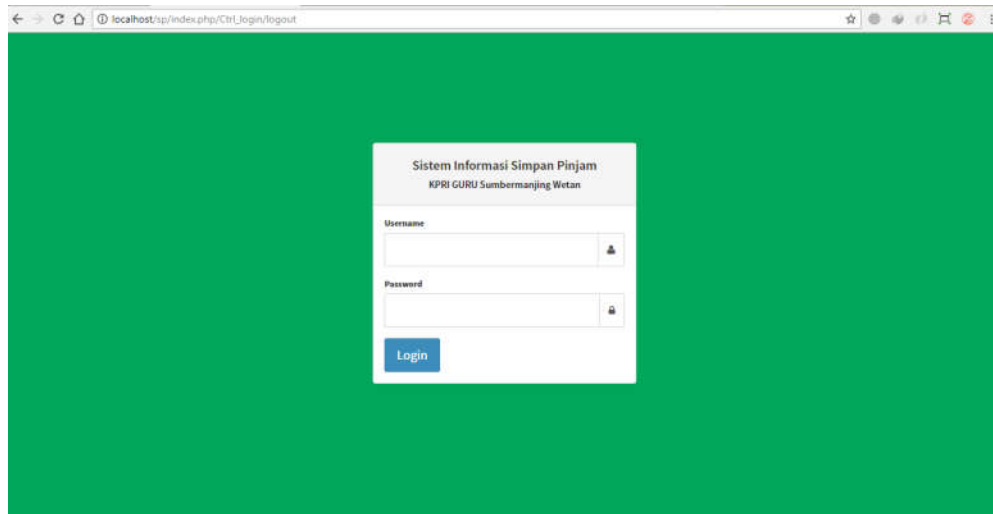 localhost/sp/index.php/Ctrl_login/logout
Sistem Informasi Simpan Pinjam
KPRI GURU Sumbermanjing Wetan
Username
Password
Login